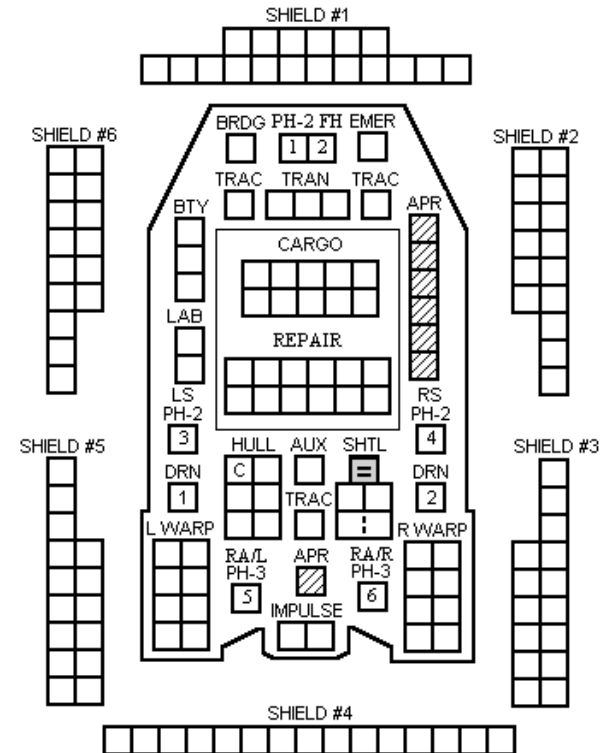 SHIELD #1
SHIELD #6
SHIELD #2
BRDG PH-2 FH EMER
1 2
TRAC TRAN TRAC
BTY
APR
CARGO
LAB
REPAIR
LS
PH-2
3
RS
PH-2
4
SHIELD #5
SHIELD #3
HULL AUX SHTL
C
=
DRN
1
DRN
2
TRAC
L WARP
R WARP
RA/L
PH-3
5
APR
RA/R
PH-3
6
IMPULSE
SHIELD #4